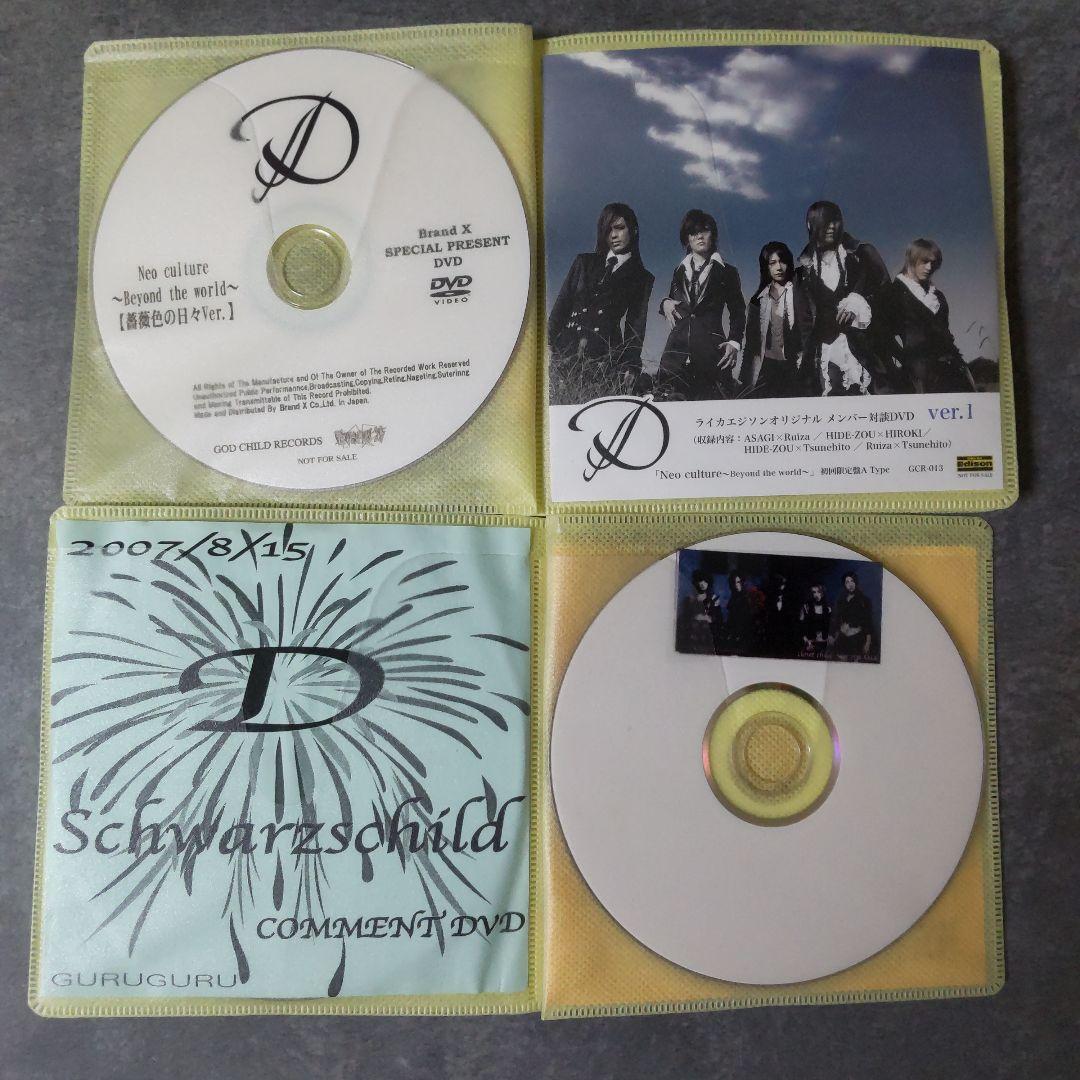 D
Brand X
SPECIAL PRESENT
DVD
DVD
VIDEO
Neo culture
~Beyond the world~
【薔薇色の日々Ver.】
All Rights of The Manufacture and Of The Owner of The Recorded Work Reserved
Unauthorized Public Performannce,Broadcasting,Copying,Reting,Nageting,Suterinng
and Making Transmittable of This Record Prohibited.
Made and Distributed By Brand X Co.,Ltd. in Japan.
GOD CHILD RECORDS
NOT FOR SALE
D
ライカエジソンオリジナル メンバー対談DVD ver.1
(収録内容：ASAGI×Ruiza ／ HIDE-ZOU×HIROKI／
HIDE-ZOU×Tsunehito ／ Ruiza×Tsunehito)
「Neo culture~Beyond the world~」 初回限定盤A Type GCR-013
Edison
NOT FOR SALE
2007/8/15
D
Schwarzschild
COMMENT DVD
GURUGURU